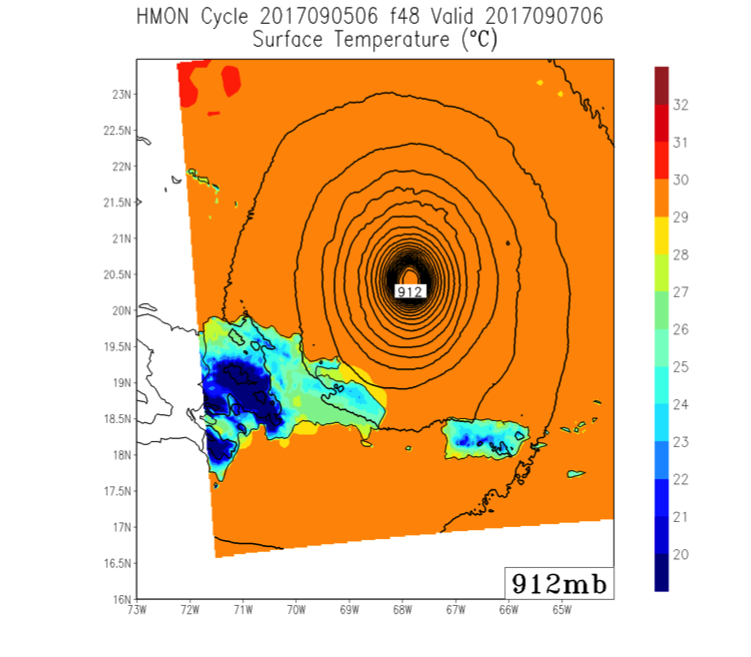 HMON Cycle 2017090506 f48 Valid 2017090706
Surface Temperature (°C)
23N
22.5N
22N
21.5N
21N
20.5N
20N
19.5N
19N
18.5N
18N
17.5N
17N
16.5N
16N
73W 72W 71W 70W 69W 68W 67W 66W 65W
912
912mb
32
31
30
29
28
27
26
25
24
23
22
21
20